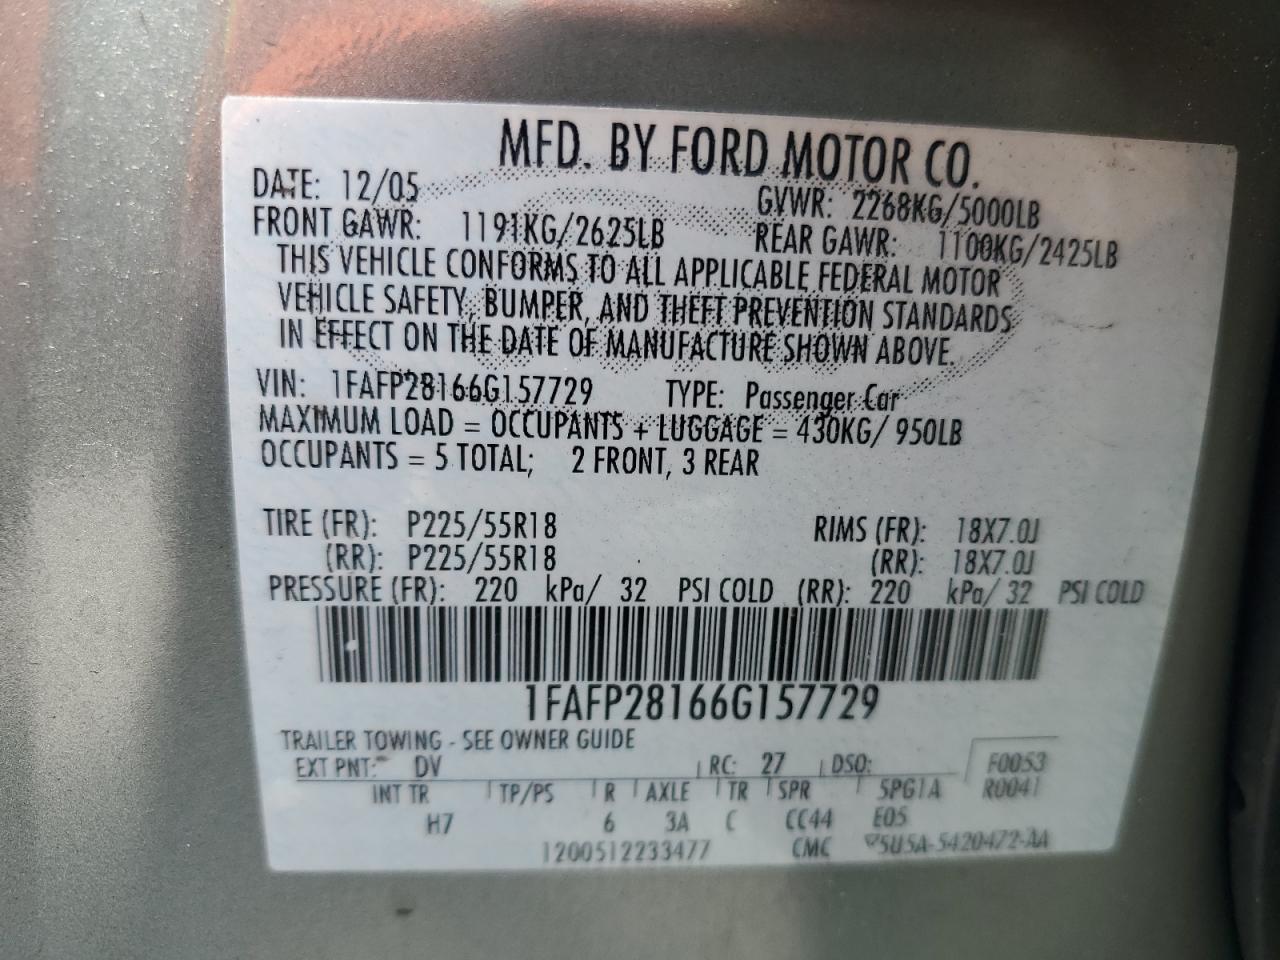 MFD. BY FORD MOTOR CO.
DATE: 12/05 GVWR: 2268KG/5000LB
FRONT GAWR: 1191KG/2625LB REAR GAWR: 1100KG/2425LB
THIS VEHICLE CONFORMS TO ALL APPLICABLE FEDERAL MOTOR
VEHICLE SAFETY, BUMPER, AND THEFT PREVENTION STANDARDS
IN EFFECT ON THE DATE OF MANUFACTURE SHOWN ABOVE.
VIN: 1FAFP28166G157729 TYPE: Passenger Car
MAXIMUM LOAD = OCCUPANTS + LUGGAGE = 430KG/ 950LB
OCCUPANTS = 5 TOTAL; 2 FRONT, 3 REAR
TIRE (FR): P225/55R18 RIMS (FR): 18X7.0J
(RR): P225/55R18 (RR): 18X7.0J
PRESSURE (FR): 220 kPa/ 32 PSI COLD (RR): 220 kPa/ 32 PSI COLD
1FAFP28166G157729
TRAILER TOWING - SEE OWNER GUIDE
EXT PNT: DV RC: 27 DSO: F0053
INT TR TP/PS R AXLE TR SPR 5PG1A R0041
H7 6 3A C CC44 E05
1200512233477 CMC 5U5A-5420472-AA